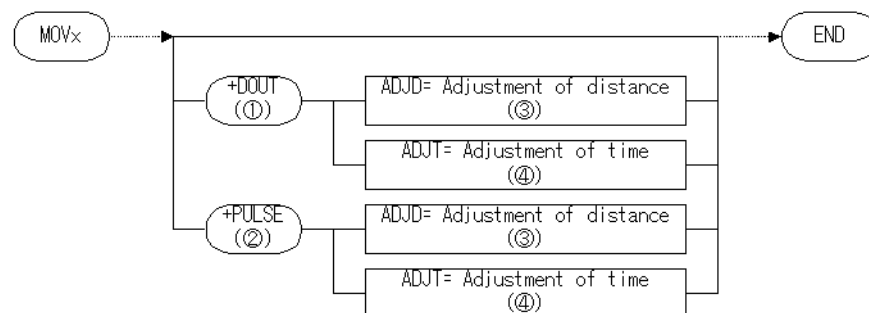 MOVx
END
+DOUT
(①)
ADJD= Adjustment of distance
(③)
ADJT= Adjustment of time
(④)
+PULSE
(②)
ADJD= Adjustment of distance
(③)
ADJT= Adjustment of time
(④)